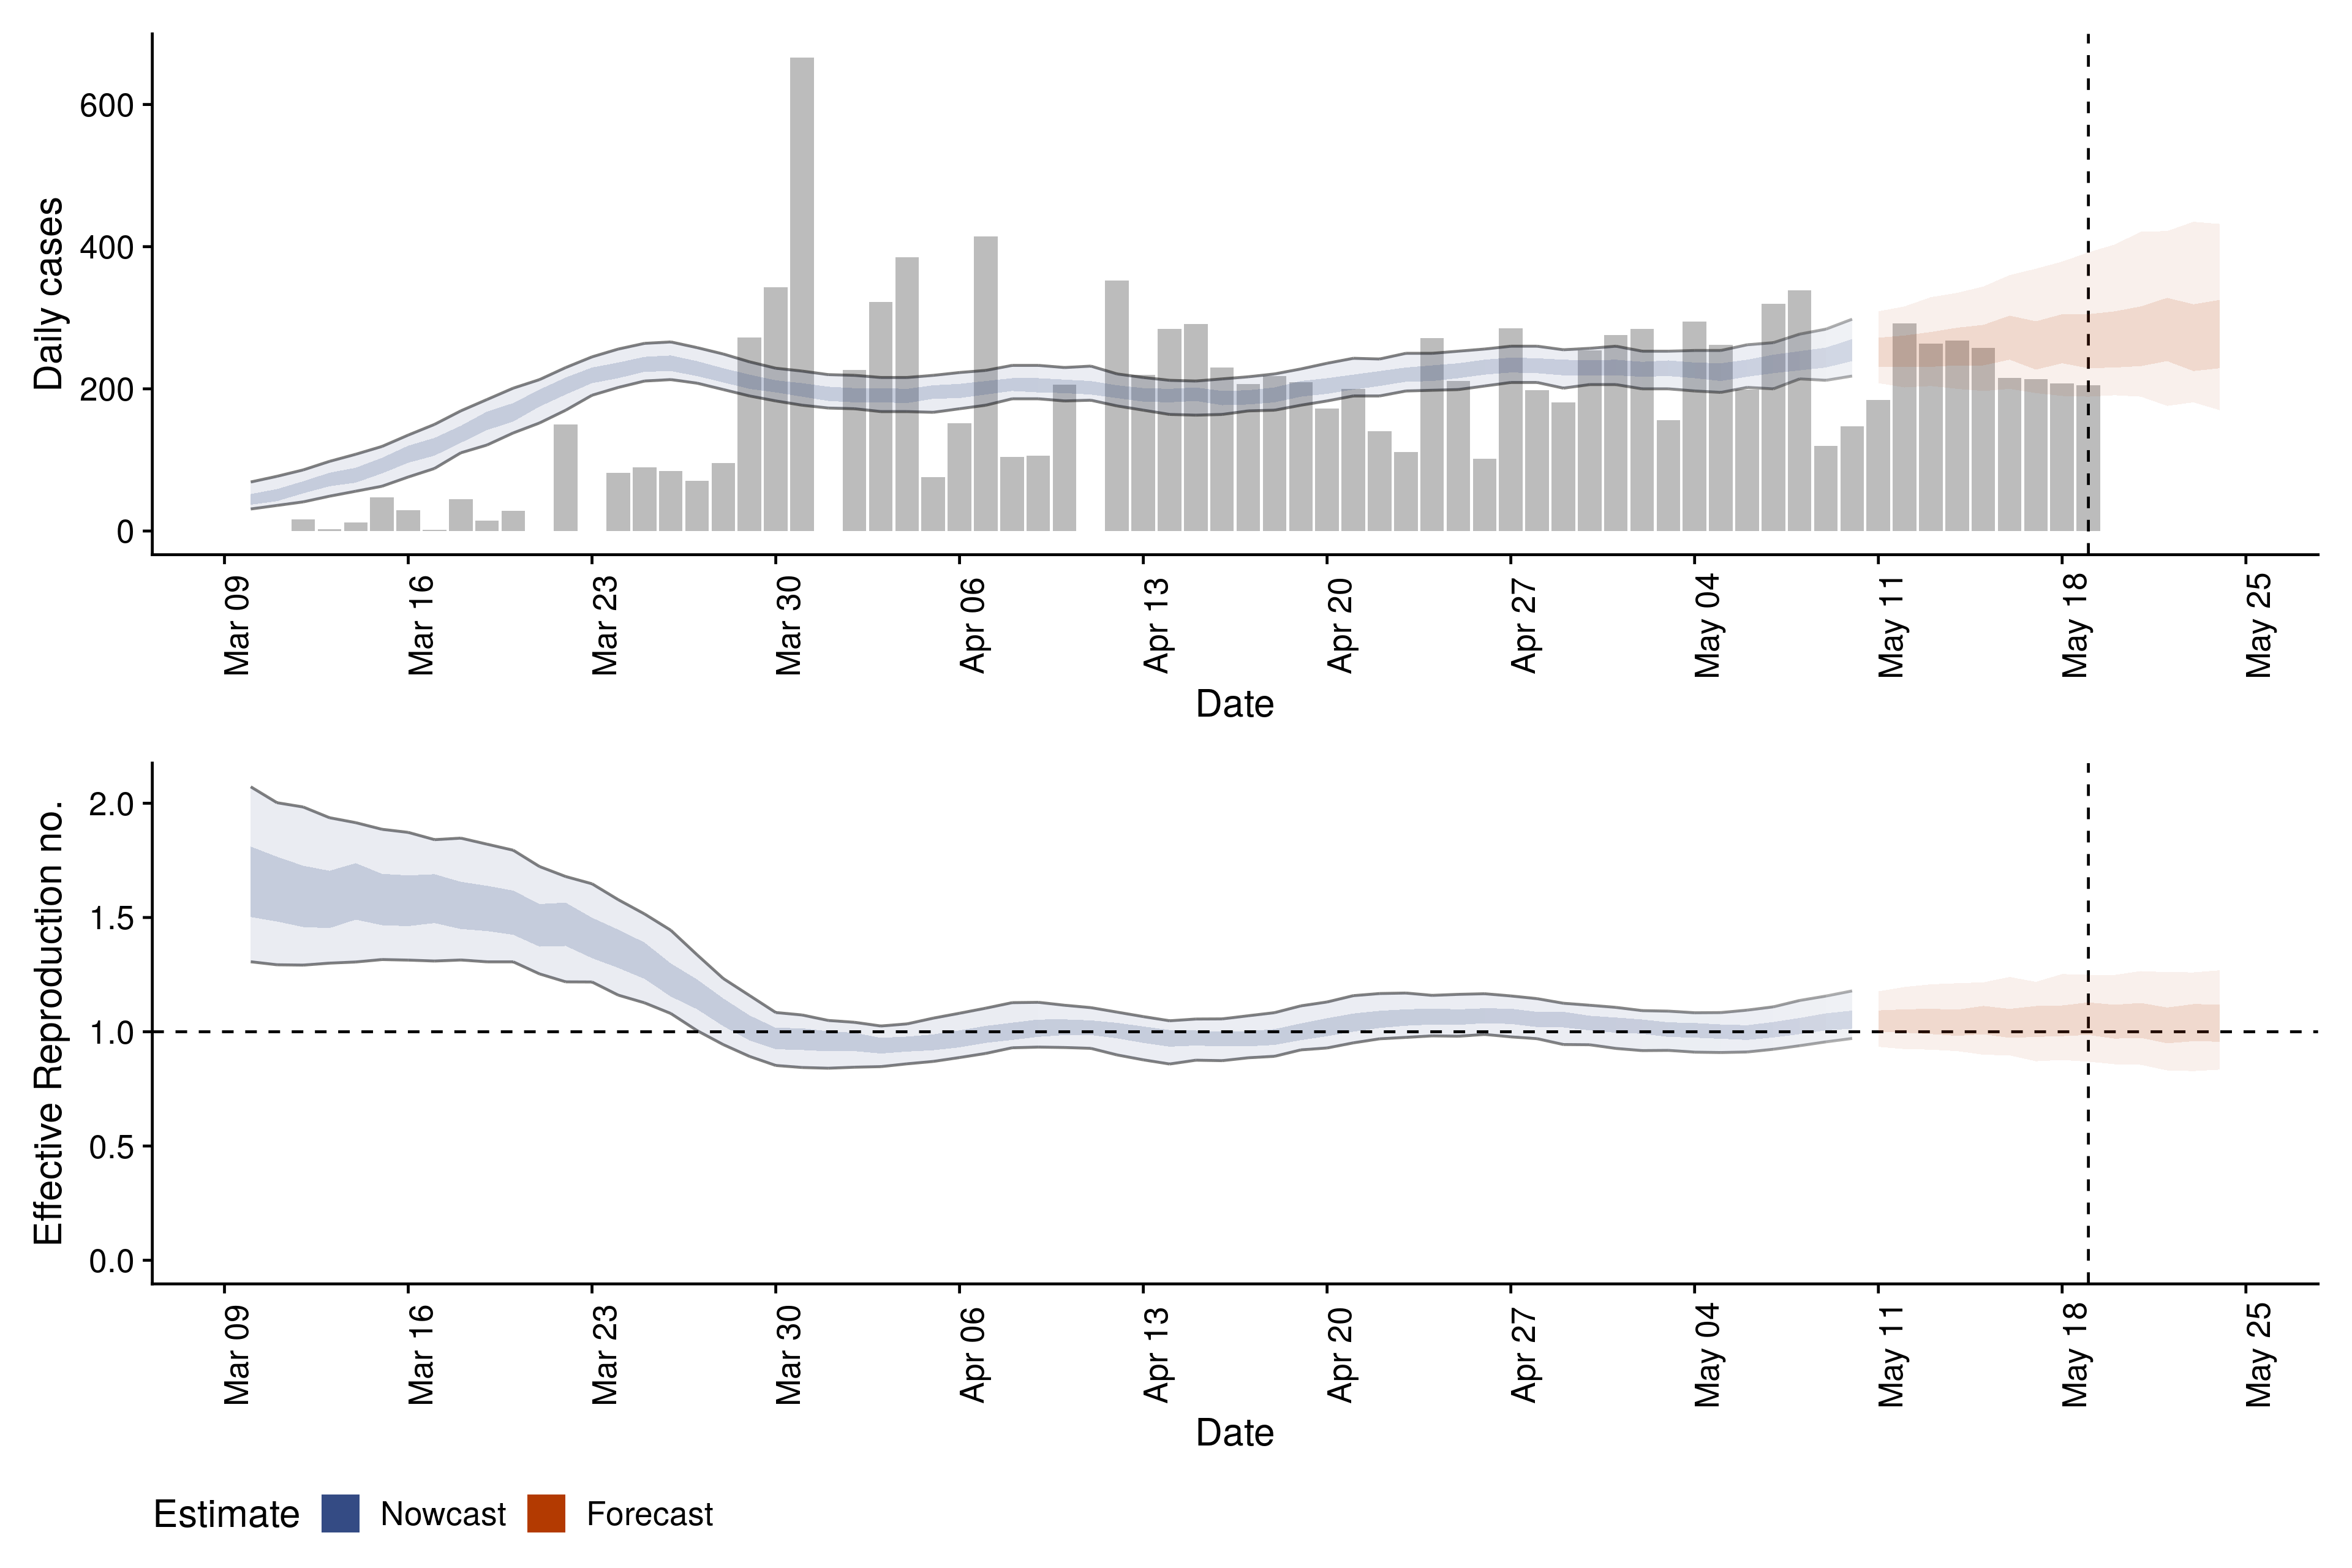 Daily cases
600
400
200
0
Mar 09 Mar 16 Mar 23 Mar 30 Apr 06 Apr 13 Apr 20 Apr 27 May 04 May 11 May 18 May 25
Date
Effective Reproduction no.
2.0
1.5
1.0
0.5
0.0
Mar 09 Mar 16 Mar 23 Mar 30 Apr 06 Apr 13 Apr 20 Apr 27 May 04 May 11 May 18 May 25
Date
Estimate Nowcast Forecast